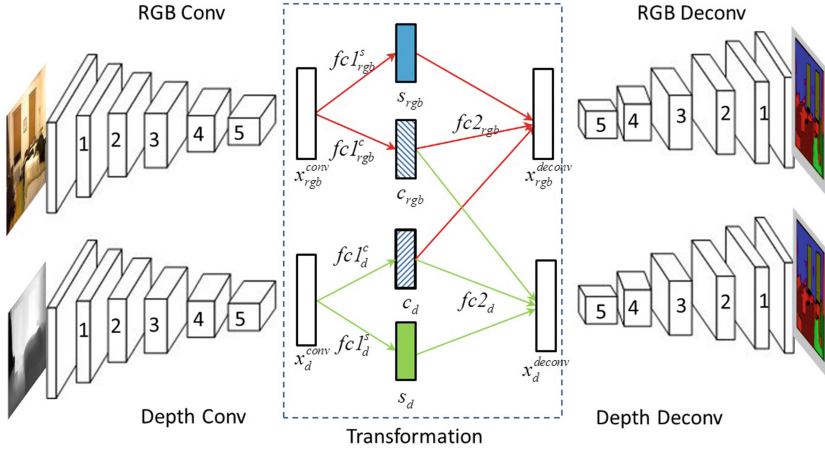 RGB Conv
RGB Deconv
1 2 3 4 5
fc1^s_rgb
s_rgb
fc1^c_rgb
fc2_rgb
x^conv_rgb
c_rgb
x^deconv_rgb
5 4 3 2 1
1 2 3 4 5
fc1^c_d
c_d
fc2_d
fc1^s_d
x^conv_d
x^deconv_d
s_d
5 4 3 2 1
Depth Conv
Depth Deconv
Transformation